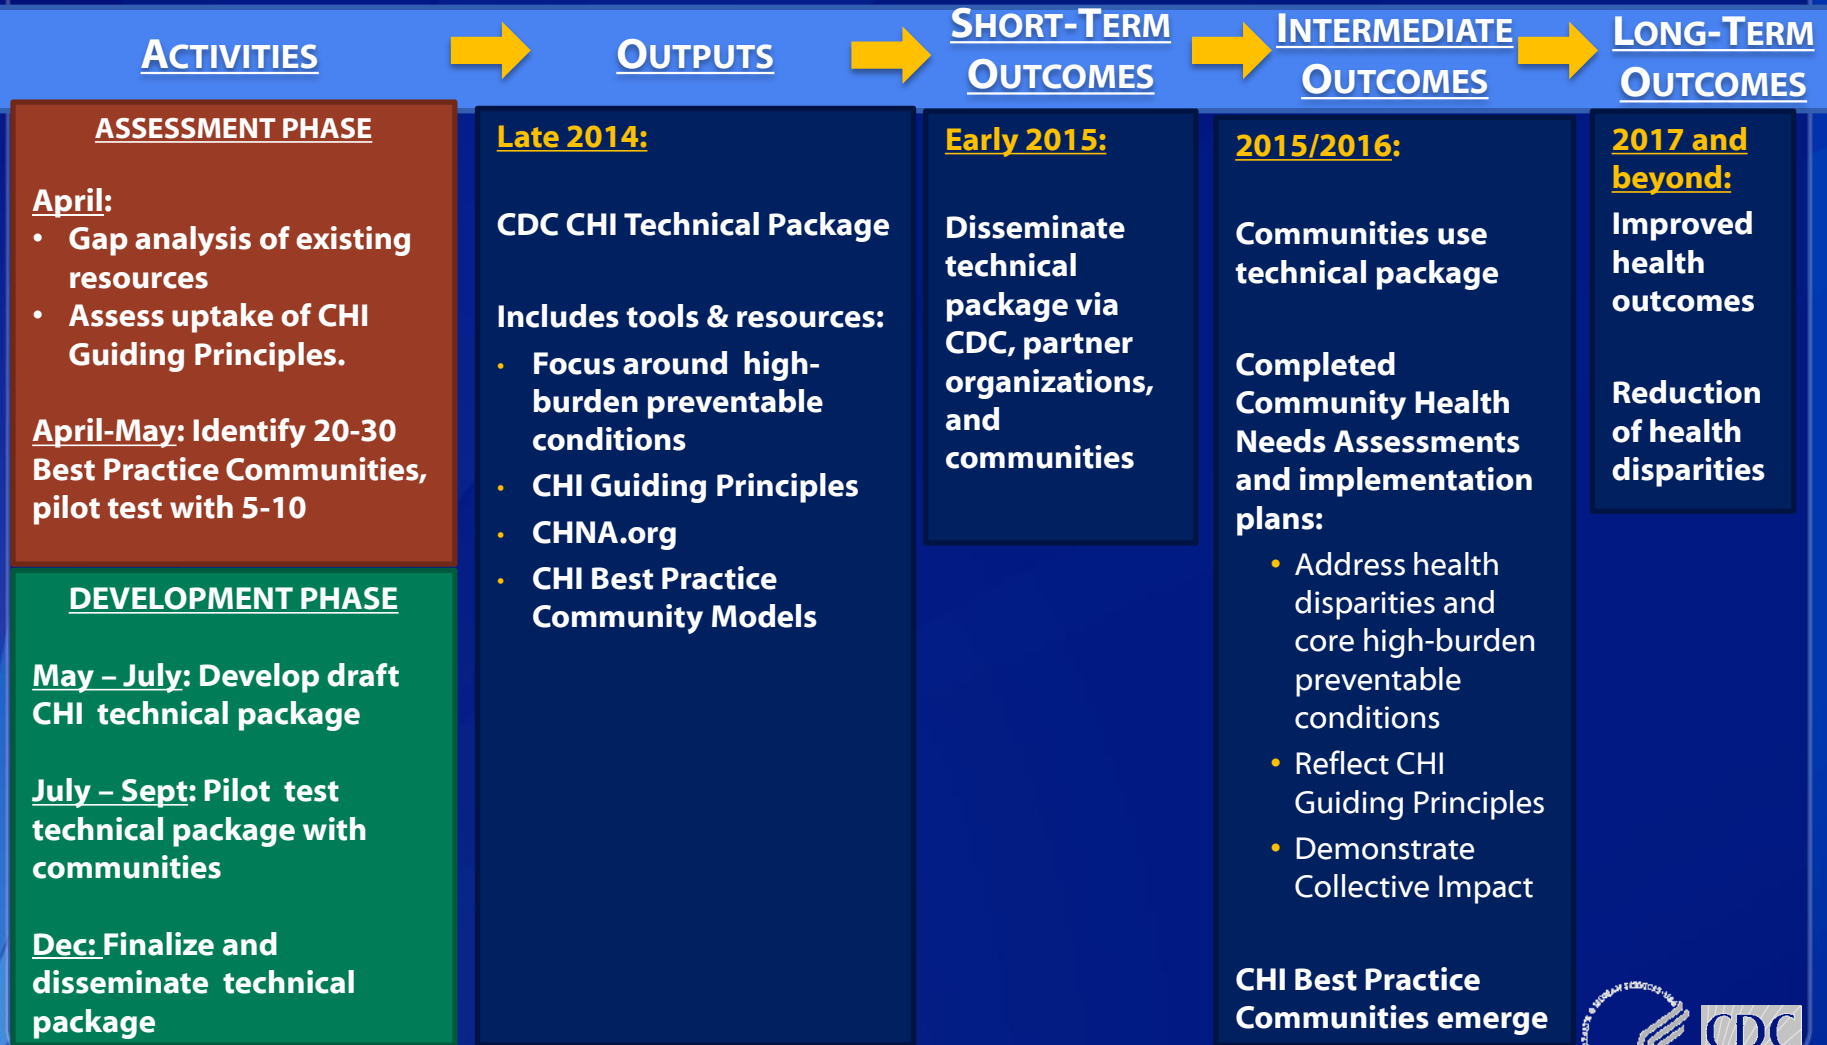 ACTIVITIES
OUTPUTS
SHORT-TERM
OUTCOMES
INTERMEDIATE
OUTCOMES
LONG-TERM
OUTCOMES
ASSESSMENT PHASE
April:
• Gap analysis of existing
resources
• Assess uptake of CHI
Guiding Principles.
April-May: Identify 20-30
Best Practice Communities,
pilot test with 5-10
DEVELOPMENT PHASE
May – July: Develop draft
CHI technical package
July – Sept: Pilot test
technical package with
communities
Dec: Finalize and
disseminate technical
package
Late 2014:
CDC CHI Technical Package
Includes tools & resources:
• Focus around high-
burden preventable
conditions
• CHI Guiding Principles
• CHNA.org
• CHI Best Practice
Community Models
Early 2015:
Disseminate
technical
package via
CDC, partner
organizations,
and
communities
2015/2016:
Communities use
technical package
Completed
Community Health
Needs Assessments
and implementation
plans:
• Address health
disparities and
core high-burden
preventable
conditions
• Reflect CHI
Guiding Principles
• Demonstrate
Collective Impact
CHI Best Practice
Communities emerge
2017 and
beyond:
Improved
health
outcomes
Reduction
of health
disparities
CDC